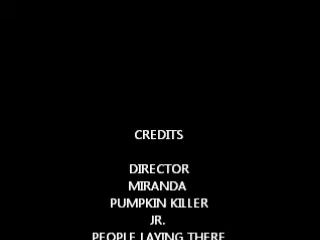 CREDITS
DIRECTOR
MIRANDA
PUMPKIN KILLER
JR.
PEOPLE LAYING THERE